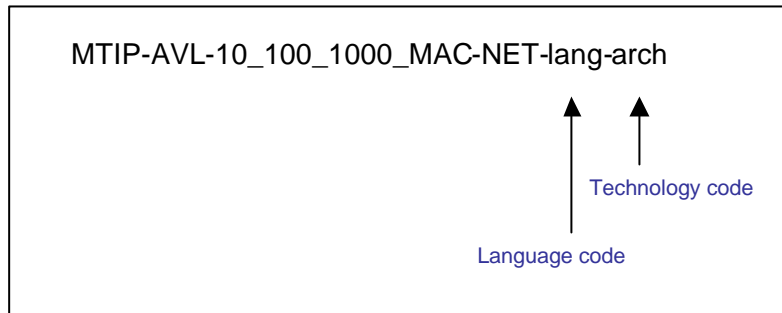 MTIP-AVL-10_100_1000_MAC-NET-lang-arch
Technology code
Language code